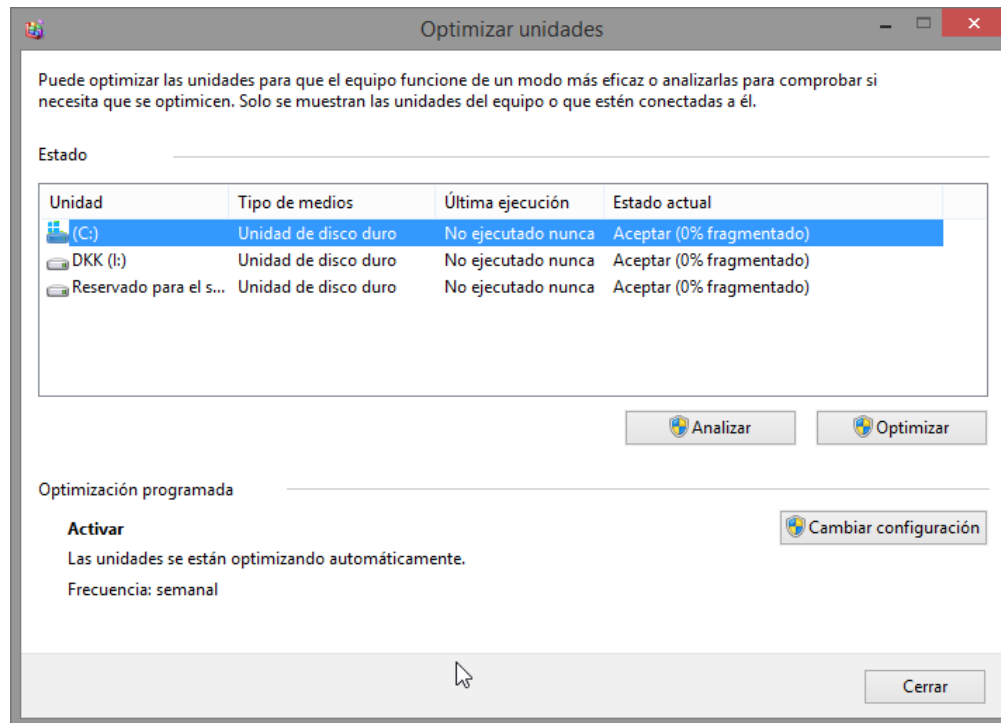 Optimizar unidades
Puede optimizar las unidades para que el equipo funcione de un modo más eficaz o analizarlas para comprobar si
necesita que se optimicen. Solo se muestran las unidades del equipo o que estén conectadas a él.
Estado
Unidad Tipo de medios Última ejecución Estado actual
(C:) Unidad de disco duro No ejecutado nunca Aceptar (0% fragmentado)
DKK (I:) Unidad de disco duro No ejecutado nunca Aceptar (0% fragmentado)
Reservado para el s... Unidad de disco duro No ejecutado nunca Aceptar (0% fragmentado)
Analizar Optimizar
Optimización programada
Activar
Cambiar configuración
Las unidades se están optimizando automáticamente.
Frecuencia: semanal
Cerrar